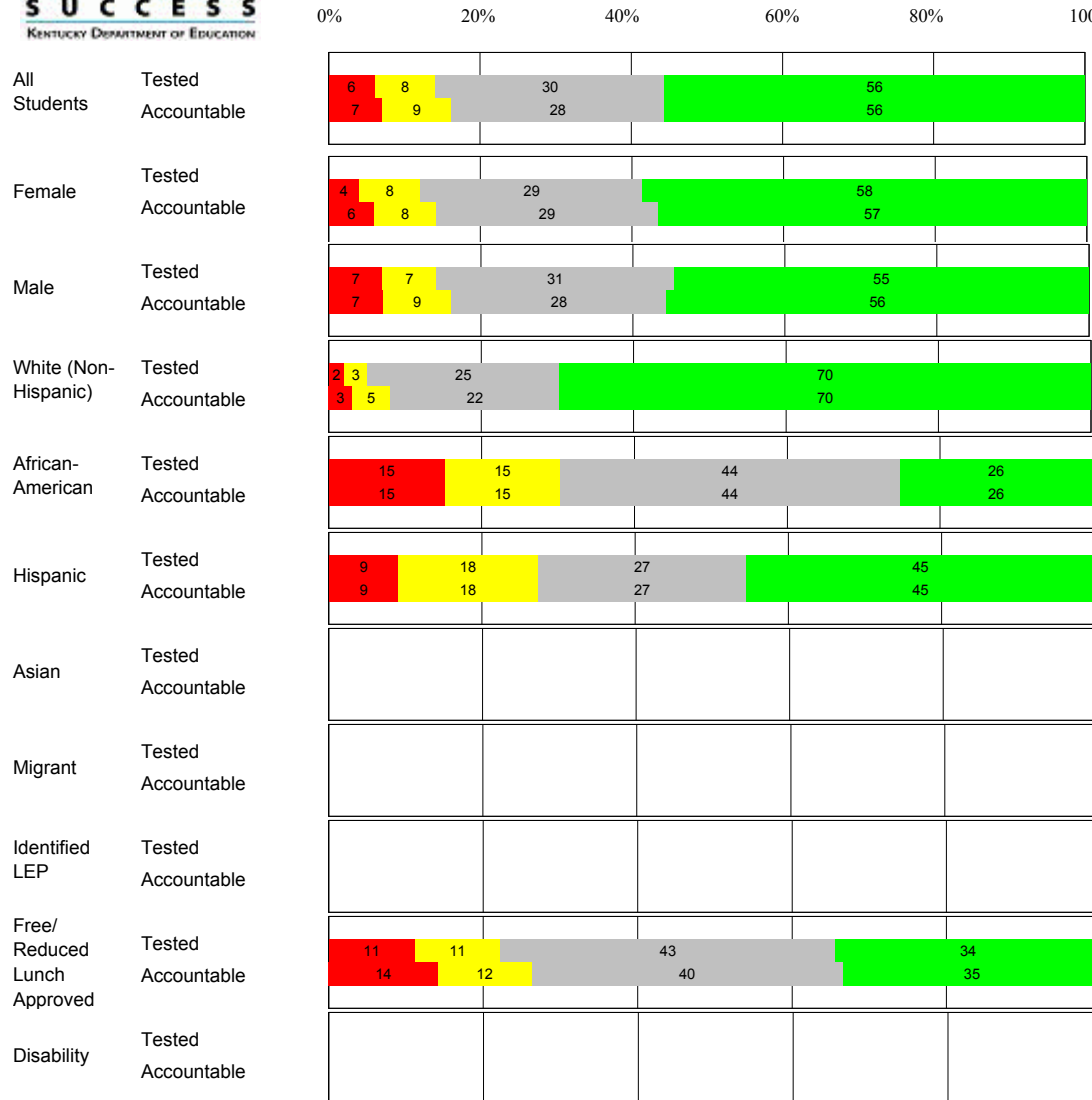 SUCCESS
KENTUCKY DEPARTMENT OF EDUCATION
0% 20% 40% 60% 80% 100
All
Students
Tested 6 8 30 56
Accountable 7 9 28 56
Female
Tested 4 8 29 58
Accountable 6 8 29 57
Male
Tested 7 7 31 55
Accountable 7 9 28 56
White (Non-
Hispanic)
Tested 2 3 25 70
Accountable 3 5 22 70
African-
American
Tested 15 15 44 26
Accountable 15 15 44 26
Hispanic
Tested 9 18 27 45
Accountable 9 18 27 45
Asian
Tested
Accountable
Migrant
Tested
Accountable
Identified
LEP
Tested
Accountable
Free/
Reduced
Lunch
Approved
Tested 11 11 43 34
Accountable 14 12 40 35
Disability
Tested
Accountable